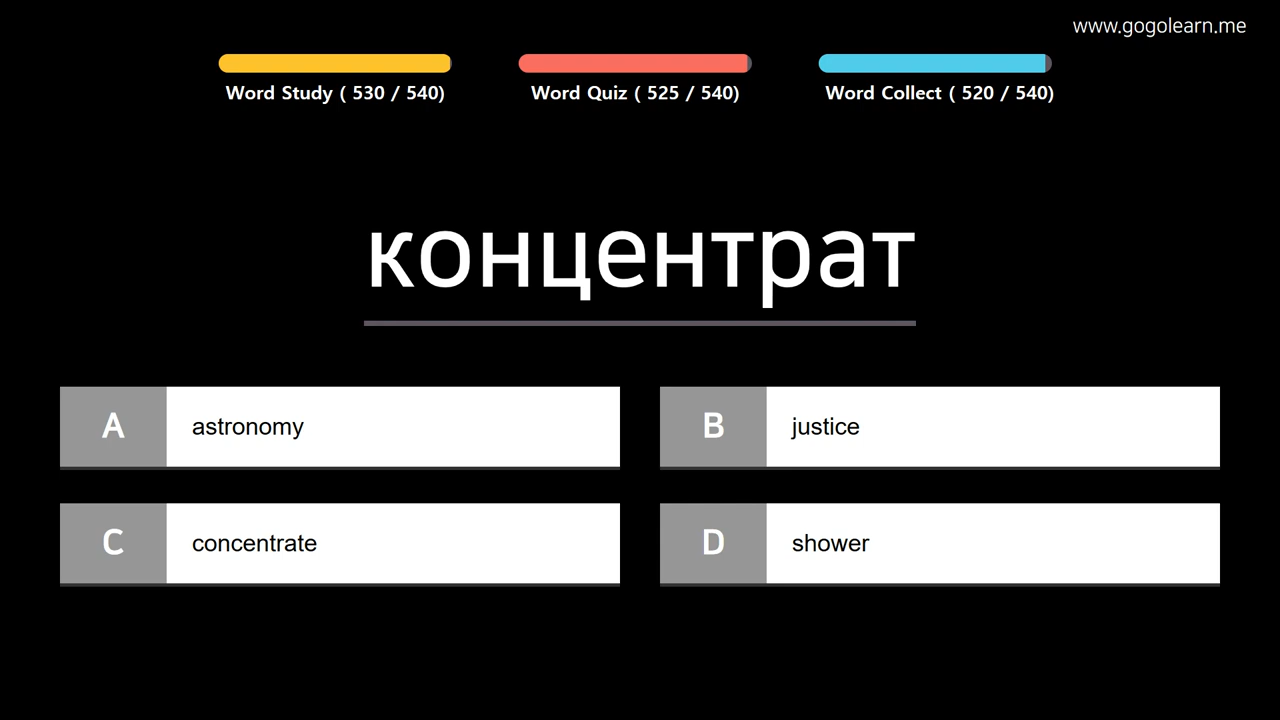 www.gogolearn.me
Word Study ( 530 / 540)
Word Quiz ( 525 / 540)
Word Collect ( 520 / 540)
концентрат
A astronomy
B justice
C concentrate
D shower